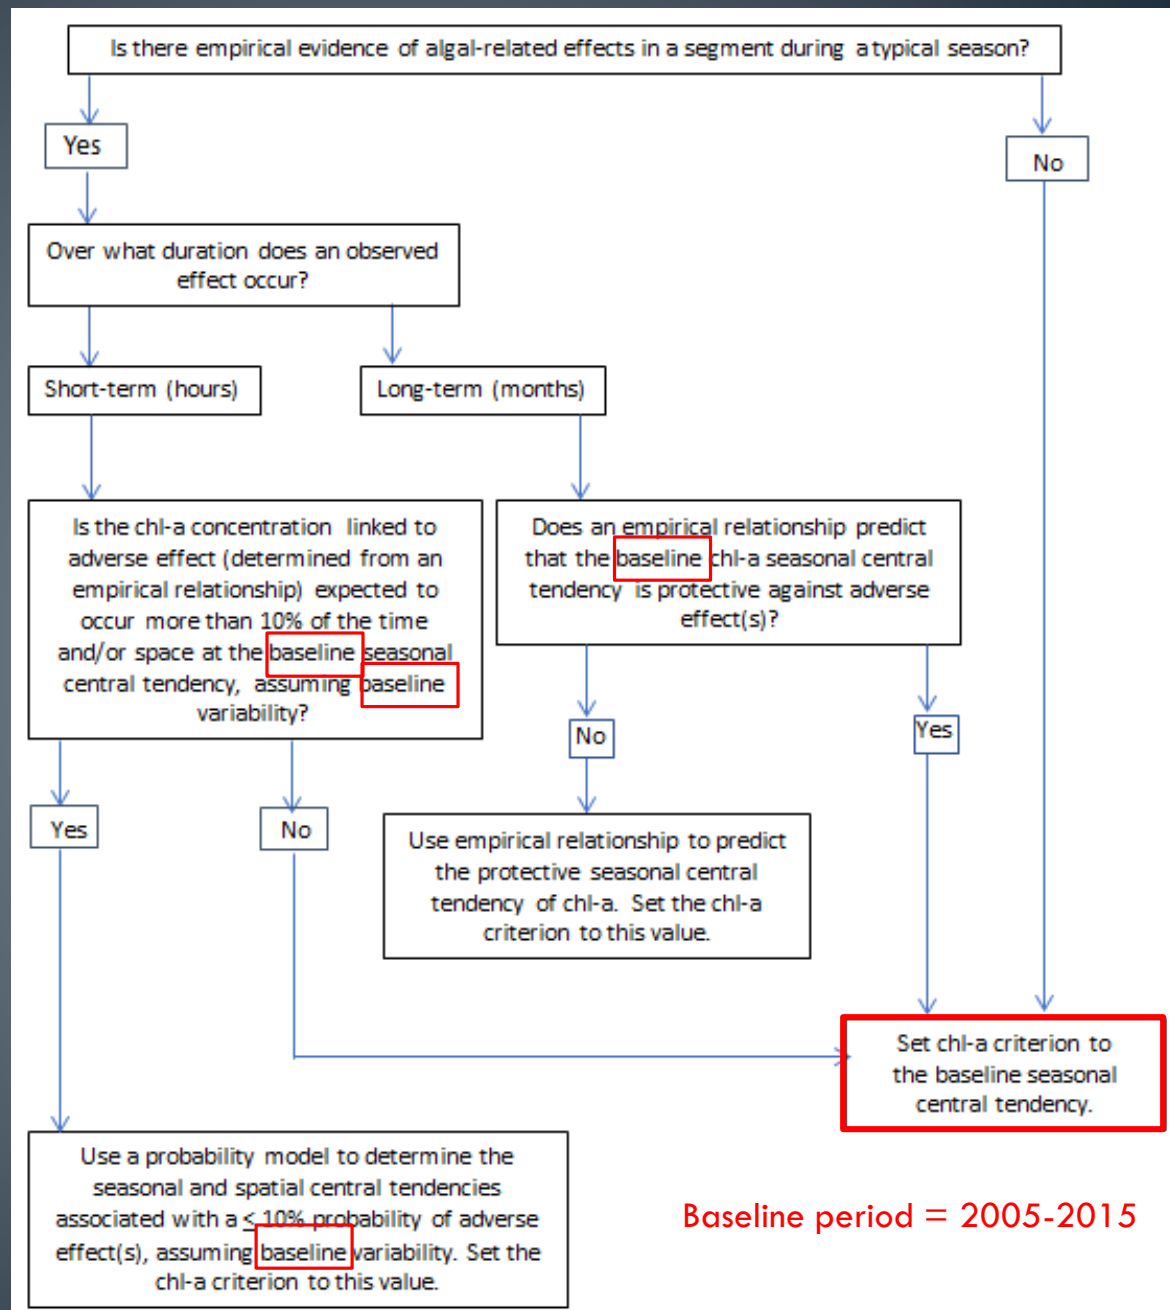 Is there empirical evidence of algal-related effects in a segment during a typical season?
Yes
No
Over what duration does an observed
effect occur?
Short-term (hours)
Long-term (months)
Is the chl-a concentration linked to
adverse effect (determined from an
empirical relationship) expected to
occur more than 10% of the time
and/or space at the baseline seasonal
central tendency, assuming baseline
variability?
Does an empirical relationship predict
that the baseline chl-a seasonal central
tendency is protective against adverse
effect(s)?
No
Yes
Yes
No
Use empirical relationship to predict
the protective seasonal central
tendency of chl-a. Set the chl-a
criterion to this value.
Set chl-a criterion to
the baseline seasonal
central tendency.
Use a probability model to determine the
seasonal and spatial central tendencies
associated with a ≤ 10% probability of adverse
effect(s), assuming baseline variability. Set the
chl-a criterion to this value.
Baseline period = 2005-2015